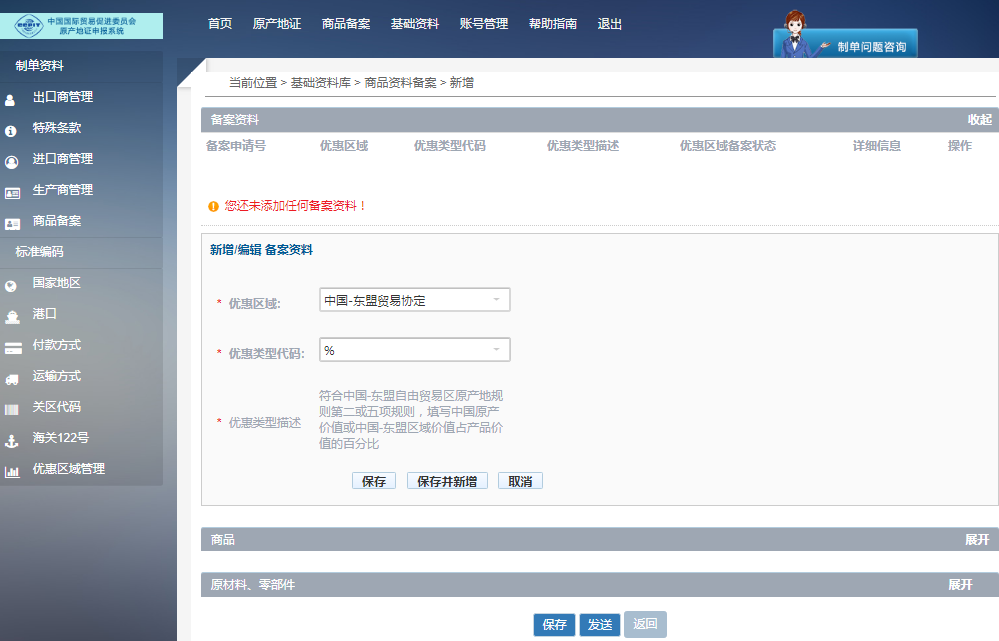 CCPIT
中国国际贸易促进委员会
原产地证申报系统
首页 原产地证 商品备案 基础资料 账号管理 帮助指南 退出
制单问题咨询
制单资料
出口商管理
特殊条款
进口商管理
生产商管理
商品备案
标准编码
国家地区
港口
付款方式
运输方式
关区代码
海关122号
优惠区域管理
当前位置 > 基础资料库 > 商品资料备案 > 新增
备案资料 收起
备案申请号 优惠区域 优惠类型代码 优惠类型描述 优惠区域备案状态 详细信息 操作
您还未添加任何备案资料！
新增/编辑 备案资料
* 优惠区域: 中国-东盟贸易协定
* 优惠类型代码: %
* 优惠类型描述
符合中国-东盟自由贸易区原产地规
则第二或五项规则，填写中国原产
价值或中国-东盟区域价值占产品价
值的百分比
保存 保存并新增 取消
商品 展开
原材料、零部件 展开
保存 发送 返回